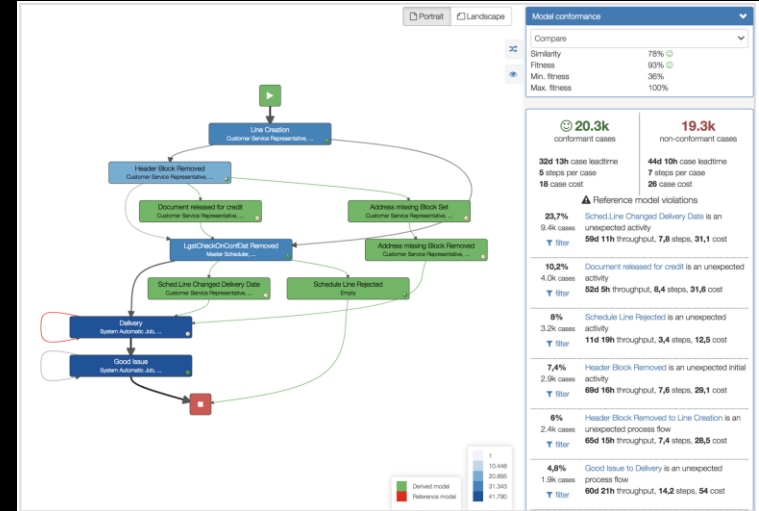 Portrait
Landscape
Line Creation
Customer Service Representative, ...
Header Block Removed
Customer Service Representative, ...
Document released for credit
Customer Service Representative, ...
Address missing Block Set
Customer Service Representative, ...
LgstCheckOnConfDat Removed
Master Scheduler, ...
Address missing Block Removed
Customer Service Representative, ...
Sched.Line Changed Delivery Date
Customer Service Representative, ...
Schedule Line Rejected
Empty
Delivery
System Automatic Job, ...
Good Issue
System Automatic Job, ...
Derived model
Reference model
1
10.448
20.895
31.343
41.790
Model conformance
Compare
Similarity 78%
Fitness 93%
Min. fitness 36%
Max. fitness 100%
20.3k
conformant cases
32d 13h case leadtime
5 steps per case
18 case cost
19.3k
non-conformant cases
44d 10h case leadtime
7 steps per case
26 case cost
Reference model violations
23,7%
9.4k cases
filter
Sched.Line Changed Delivery Date is an
unexpected activity
59d 11h throughput, 7,8 steps, 31,1 cost
10,2%
4.0k cases
filter
Document released for credit is an unexpected
activity
52d 5h throughput, 8,4 steps, 31,6 cost
8%
3.2k cases
filter
Schedule Line Rejected is an unexpected
activity
11d 19h throughput, 3,4 steps, 12,5 cost
7,4%
2.9k cases
filter
Header Block Removed is an unexpected initial
activity
69d 16h throughput, 7,6 steps, 29,1 cost
6%
2.4k cases
filter
Header Block Removed to Line Creation is an
unexpected process flow
65d 15h throughput, 7,4 steps, 28,5 cost
4,8%
1.9k cases
filter
Good Issue to Delivery is an unexpected
process flow
60d 21h throughput, 14,2 steps, 54 cost